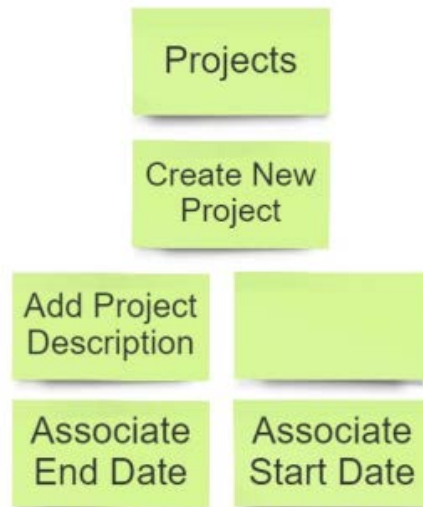 Projects
Create New
Project
Add Project
Description
Associate
End Date
Associate
Start Date